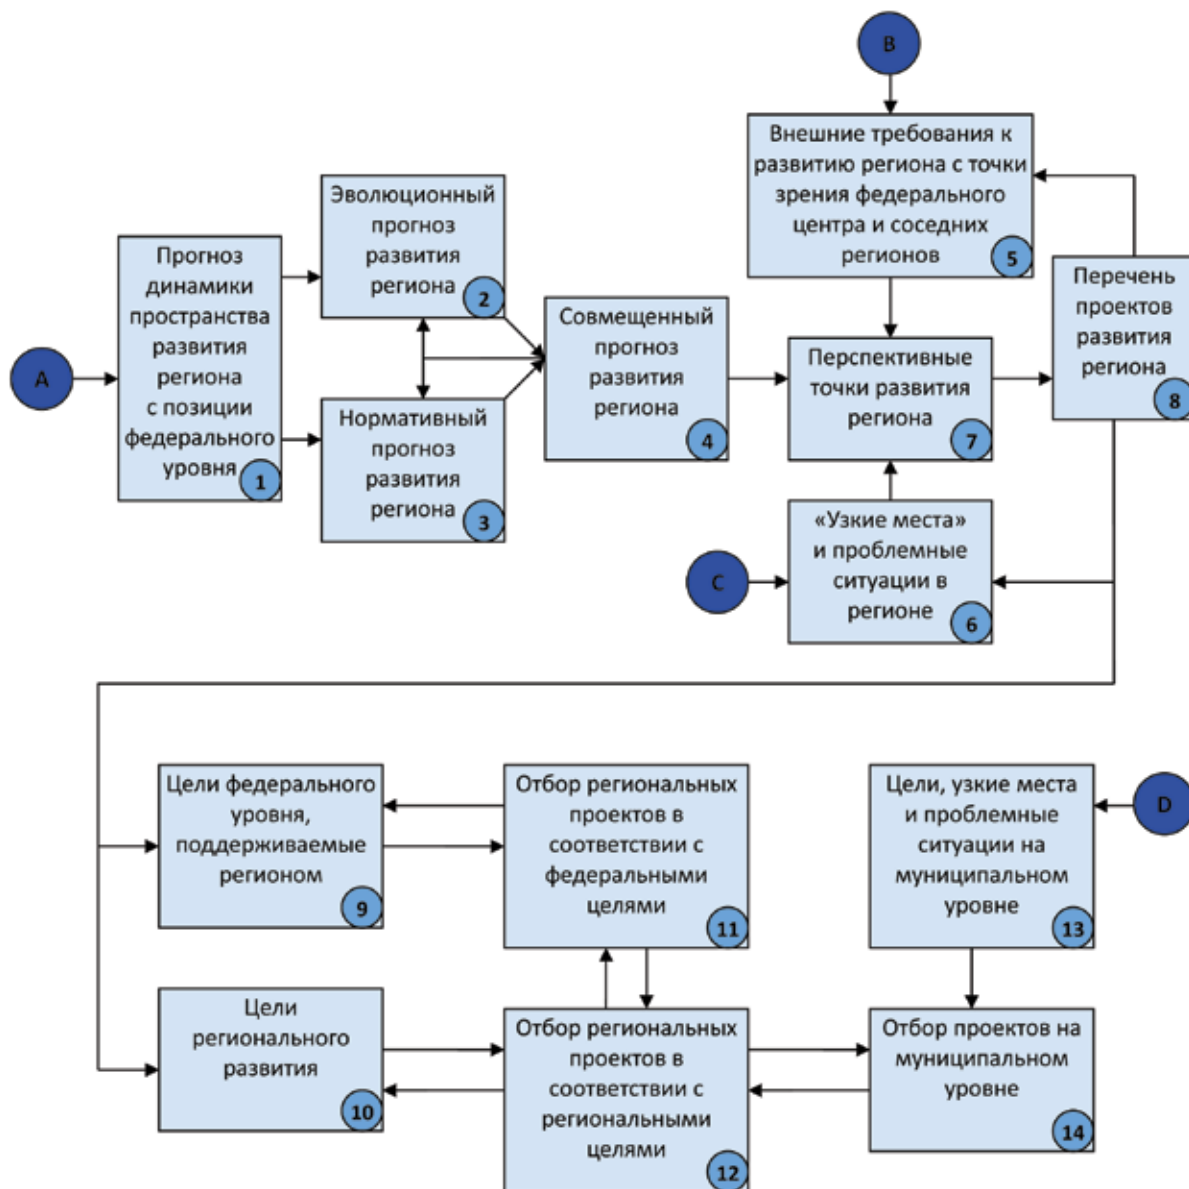 B
Внешние требования к
развитию региона с точки
зрения федерального
центра и соседних
регионов
5
Эволюционный
прогноз
развития
региона
2
Прогноз
динамики
пространства
развития
региона
с позиции
федерального
уровня
1
A
Нормативный
прогноз
развития
региона
3
Совмещенный
прогноз
развития
региона
4
Перспективные
точки развития
региона
7
Перечень
проектов
развития
региона
8
C
«Узкие места»
и проблемные
ситуации в
регионе
6
Цели федерального
уровня,
поддерживаемые
регионом
9
Отбор региональных
проектов в
соответствии с
федеральными
целями
11
Цели, узкие места
и проблемные
ситуации на
муниципальном
уровне
13
D
Цели
регионального
развития
10
Отбор региональных
проектов в
соответствии с
региональными
целями
12
Отбор проектов на
муниципальном
уровне
14